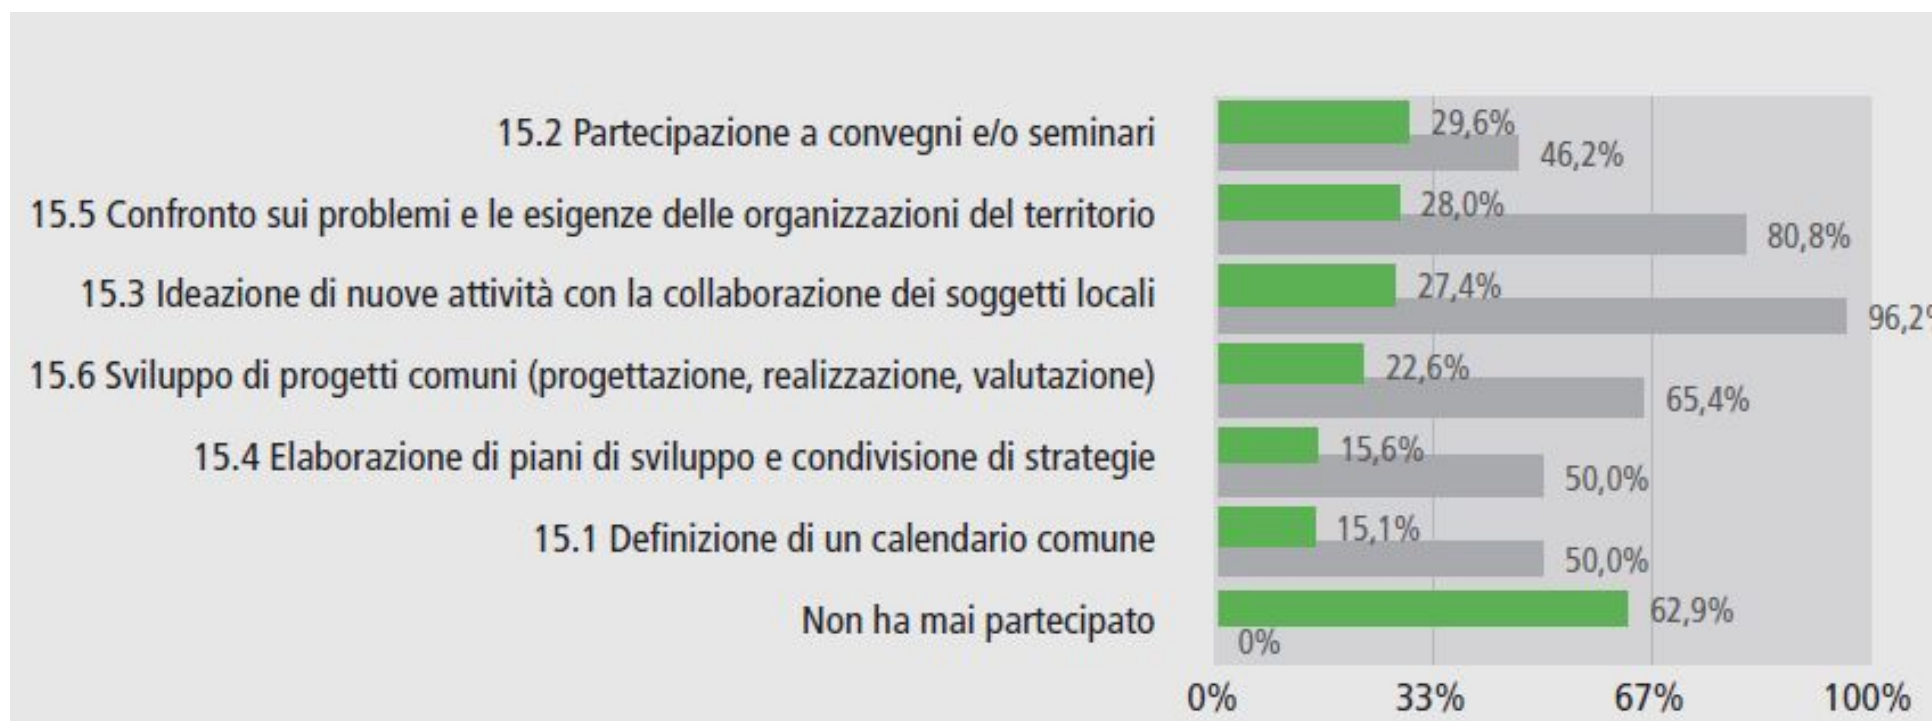 15.2 Partecipazione a convegni e/o seminari
29,6%
46,2%
15.5 Confronto sui problemi e le esigenze delle organizzazioni del territorio
28,0%
80,8%
15.3 Ideazione di nuove attività con la collaborazione dei soggetti locali
27,4%
96,2%
15.6 Sviluppo di progetti comuni (progettazione, realizzazione, valutazione)
22,6%
65,4%
15.4 Elaborazione di piani di sviluppo e condivisione di strategie
15,6%
50,0%
15.1 Definizione di un calendario comune
15,1%
50,0%
Non ha mai partecipato
62,9%
0%
0% 33% 67% 100%